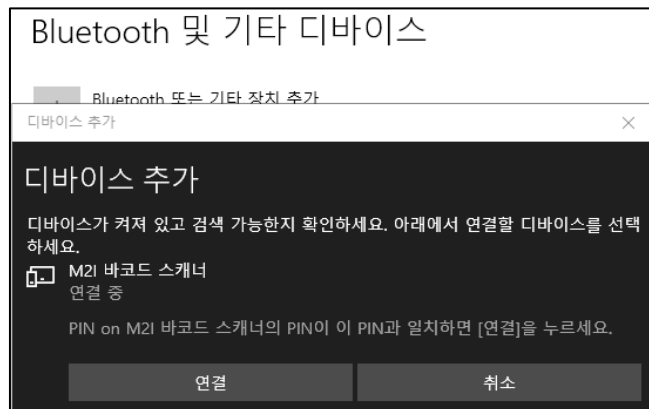 Bluetooth 및 기타 디바이스
Bluetooth 또는 기타 장치 추가
디바이스 추가
디바이스 추가
디바이스가 켜져 있고 검색 가능한지 확인하세요. 아래에서 연결할 디바이스를 선택
하세요.
M2I 바코드 스캐너
연결 중
PIN on M2I 바코드 스캐너의 PIN이 이 PIN과 일치하면 [연결]을 누르세요.
연결
취소